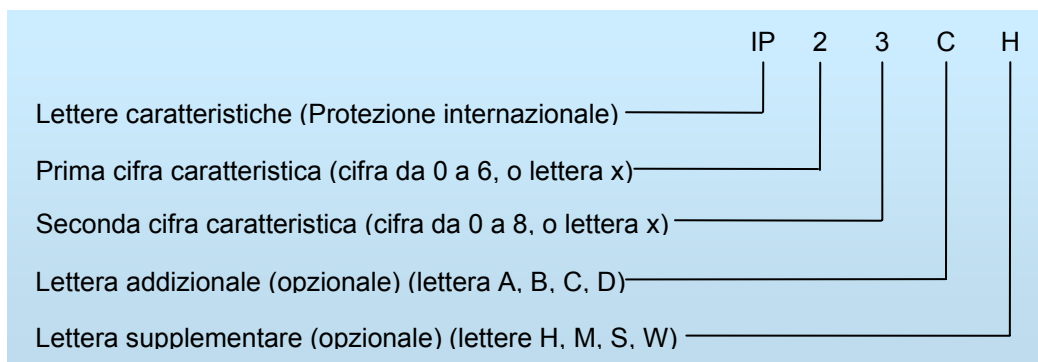 IP 2 3 C H
Lettere caratteristiche (Protezione internazionale)
Prima cifra caratteristica (cifra da 0 a 6, o lettera x)
Seconda cifra caratteristica (cifra da 0 a 8, o lettera x)
Lettera addizionale (opzionale) (lettera A, B, C, D)
Lettera supplementare (opzionale) (lettere H, M, S, W)